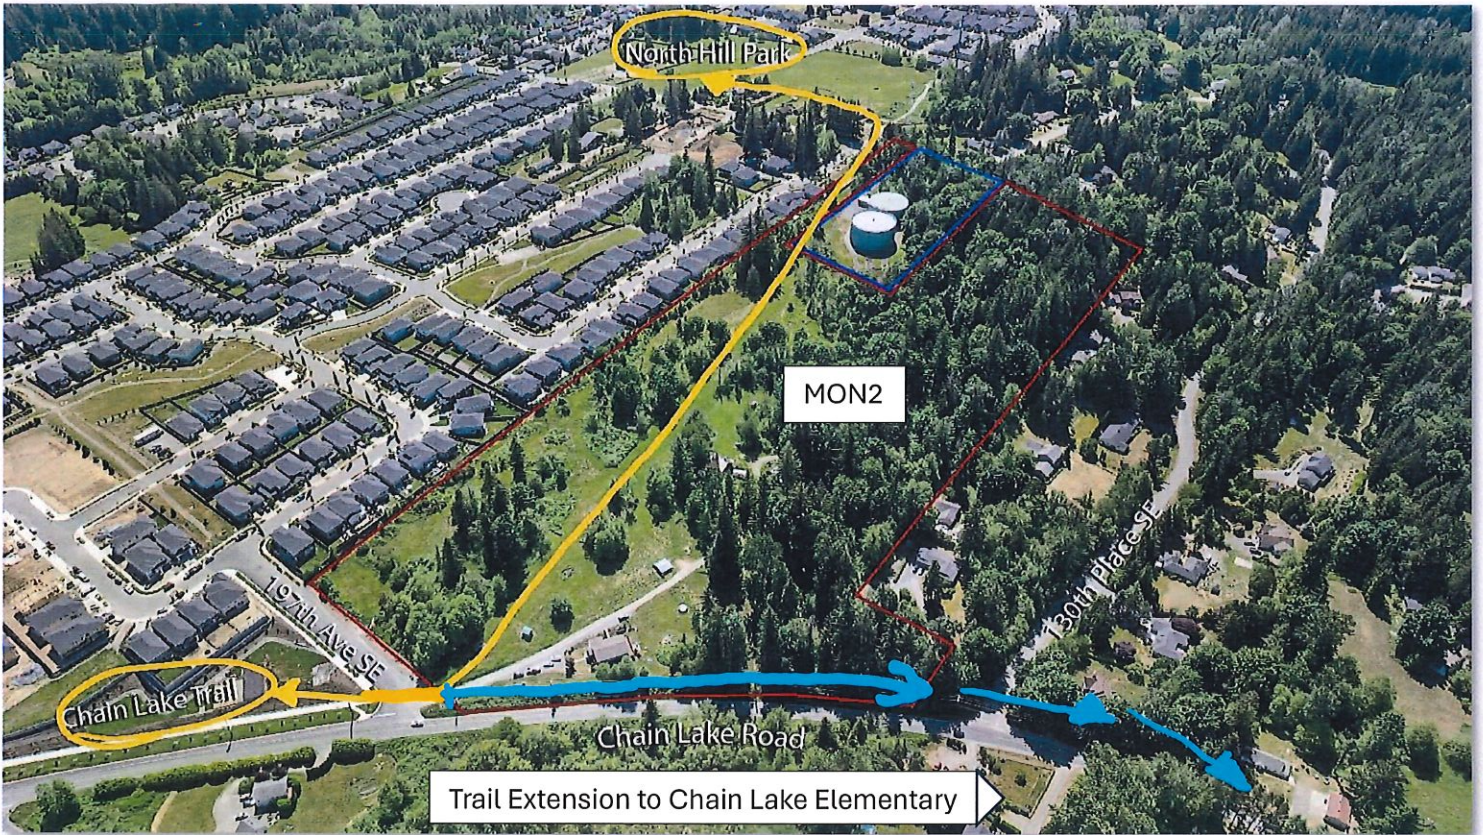 North Hill Park
MON2
130th Place SE
197th Ave SE
Chain Lake Trail
Chain Lake Road
Trail Extension to Chain Lake Elementary